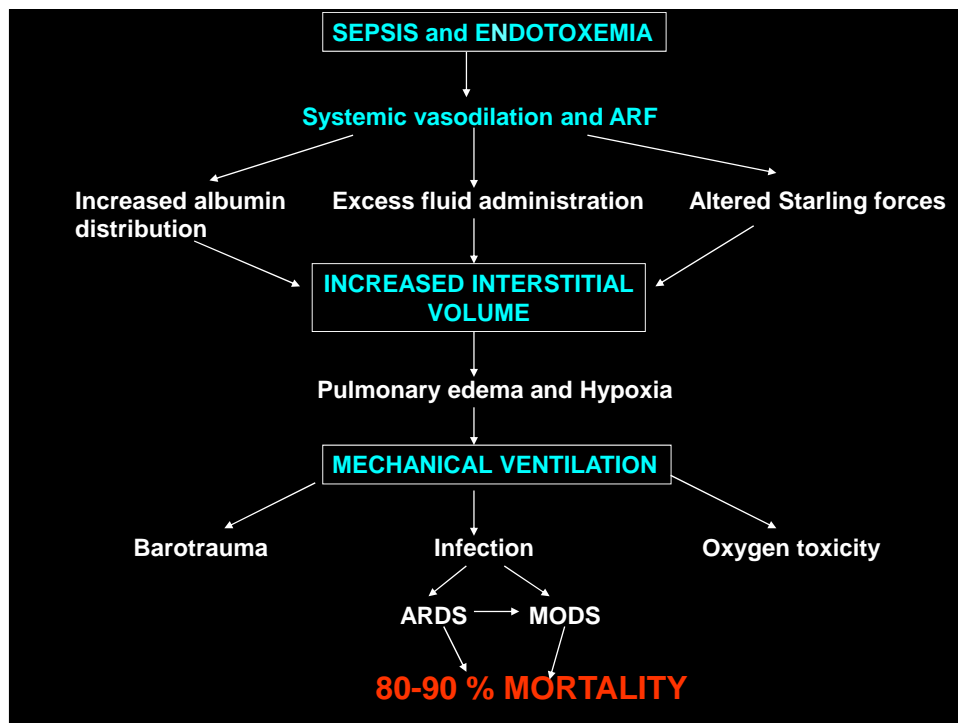 SEPSIS and ENDOTOXEMIA
Systemic vasodilation and ARF
Increased albumin
distribution
Excess fluid administration
Altered Starling forces
INCREASED INTERSTITIAL
VOLUME
Pulmonary edema and Hypoxia
MECHANICAL VENTILATION
Barotrauma
Infection
Oxygen toxicity
ARDS
MODS
80-90 % MORTALITY